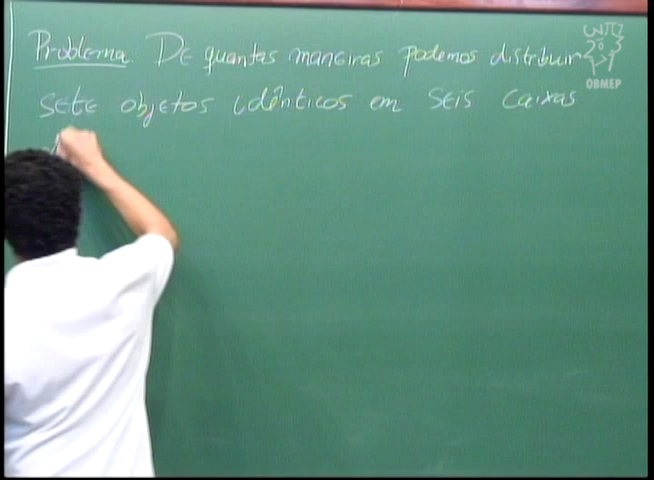 Problema. De quantas maneiras podemos distribuir
sete objetos idênticos em seis caixas
OBMEP